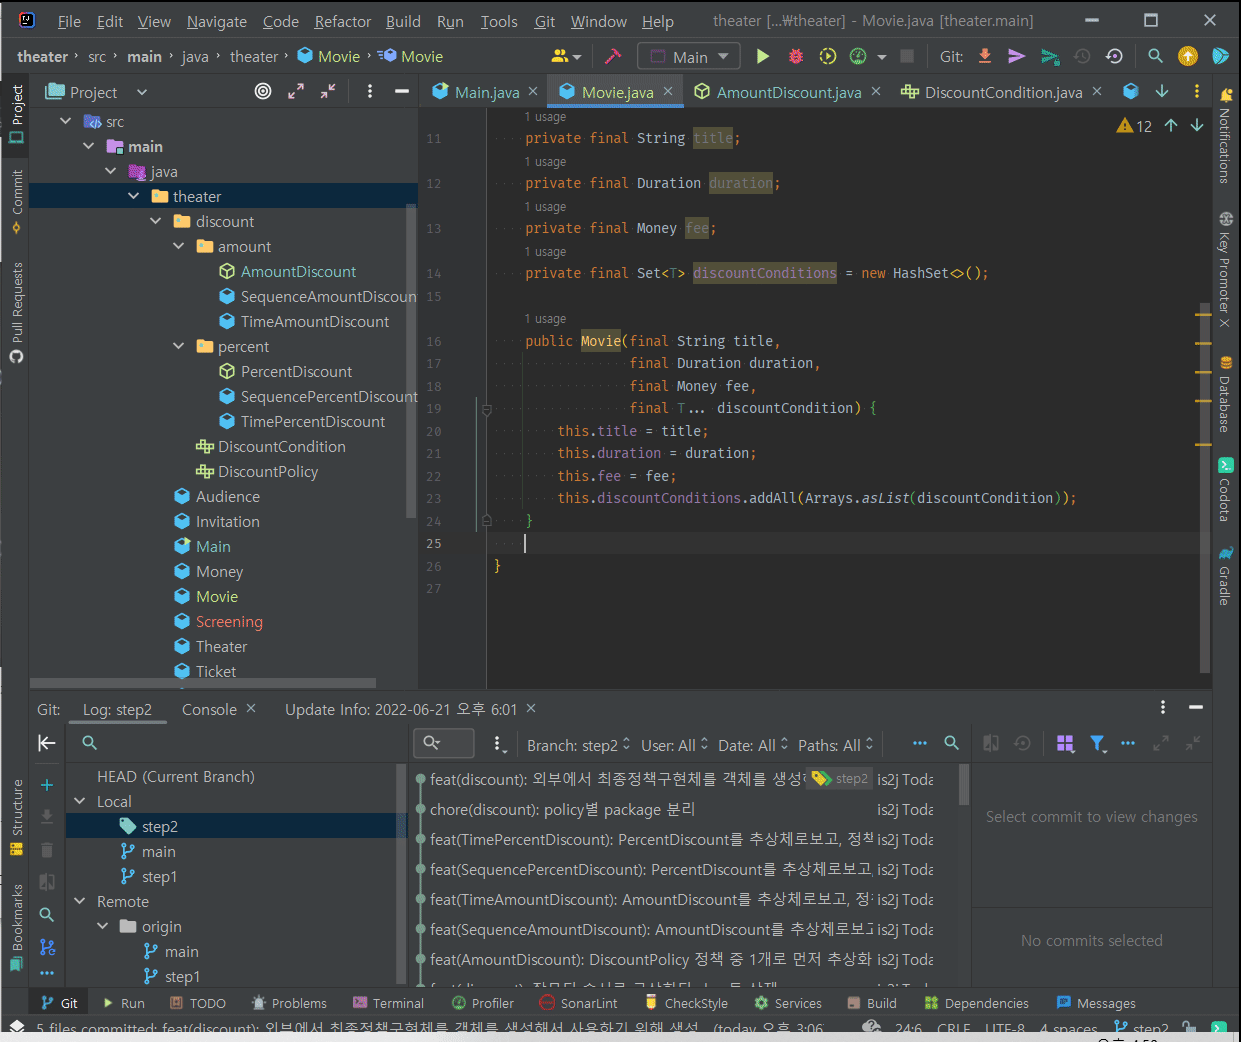 File Edit View Navigate Code Refactor Build Run Tools Git Window Help theater [...₩theater] - Movie.java [theater.main]
theater > src > main > java > theater > Movie > Movie Main Git:
Project Main.java Movie.java AmountDiscount.java DiscountCondition.java
src
main
java
theater
discount
amount
AmountDiscount
SequenceAmountDiscoun
TimeAmountDiscount
percent
PercentDiscount
SequencePercentDiscount
TimePercentDiscount
DiscountCondition
DiscountPolicy
Audience
Invitation
Main
Money
Movie
Screening
Theater
Ticket
Project
Commit
Pull Requests
Structure
Bookmarks
12
1 usage
11 private final String title;
1 usage
12 private final Duration duration;
1 usage
13 private final Money fee;
1 usage
14 private final Set<T> discountConditions = new HashSet<>();
15
1 usage
16 public Movie(final String title,
17 final Duration duration,
18 final Money fee,
19 final T... discountCondition) {
20 this.title = title;
21 this.duration = duration;
22 this.fee = fee;
23 this.discountConditions.addAll(Arrays.asList(discountCondition));
24 }
25
26 }
27
Notifications
Key Promoter X
Database
Codota
Gradle
Git: Log: step2 Console Update Info: 2022-06-21 오후 6:01
Branch: step2 User: All Date: All Paths: All
HEAD (Current Branch)
Local
step2
main
step1
Remote
origin
main
step1
feat(discount): 외부에서 최종정책구현체를 객체를 생성 step2 is2j Toda
chore(discount): policy별 package 분리 is2j Toda
feat(TimePercentDiscount): PercentDiscount를 추상체로보고, 정책 is2j Toda
feat(SequencePercentDiscount): PercentDiscount를 추상체로보고, is2j Toda
feat(TimeAmountDiscount): AmountDiscount를 추상체로보고, 정 is2j Toda
feat(SequenceAmountDiscount): AmountDiscount를 추상체로보고 is2j Toda
feat(AmountDiscount): DiscountPolicy 정책 중 1개로 먼저 추상화 is2j Toda
Select commit to view changes
No commits selected
Git Run TODO Problems Terminal Profiler SonarLint CheckStyle Services Build Dependencies Messages
5 files committed: feat(discount): 외부에서 최종정책구현체를 객체를 생성해서 사용하기 위해 생성 (today 오후 3:06) 24:6 CRLF UTF-8 4 spaces step2